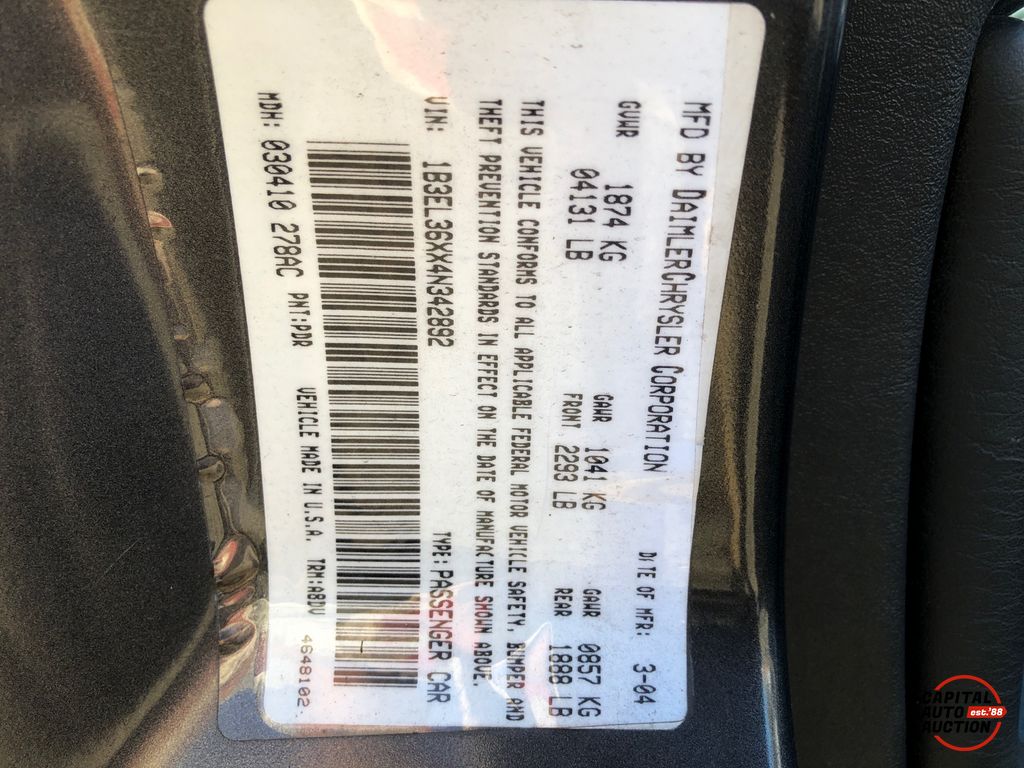 MFD BY DAIMLERCHRYSLER CORPORATION DATE OF MFR: 3-04
GVWR 1874 KG GAWR 1041 KG GAWR 0857 KG
04131 LB FRONT 2293 LB REAR 1888 LB
THIS VEHICLE CONFORMS TO ALL APPLICABLE FEDERAL MOTOR VEHICLE SAFETY, BUMPER AND
THEFT PREVENTION STANDARDS IN EFFECT ON THE DATE OF MANUFACTURE SHOWN ABOVE.
VIN: 1B3EL36XX4N342892 TYPE: PASSENGER CAR
MDH: 030410 278AC PNT:PDR VEHICLE MADE IN U.S.A. TRM:A8DV 4648102
CAPITAL
AUTO est.'88
AUCTION